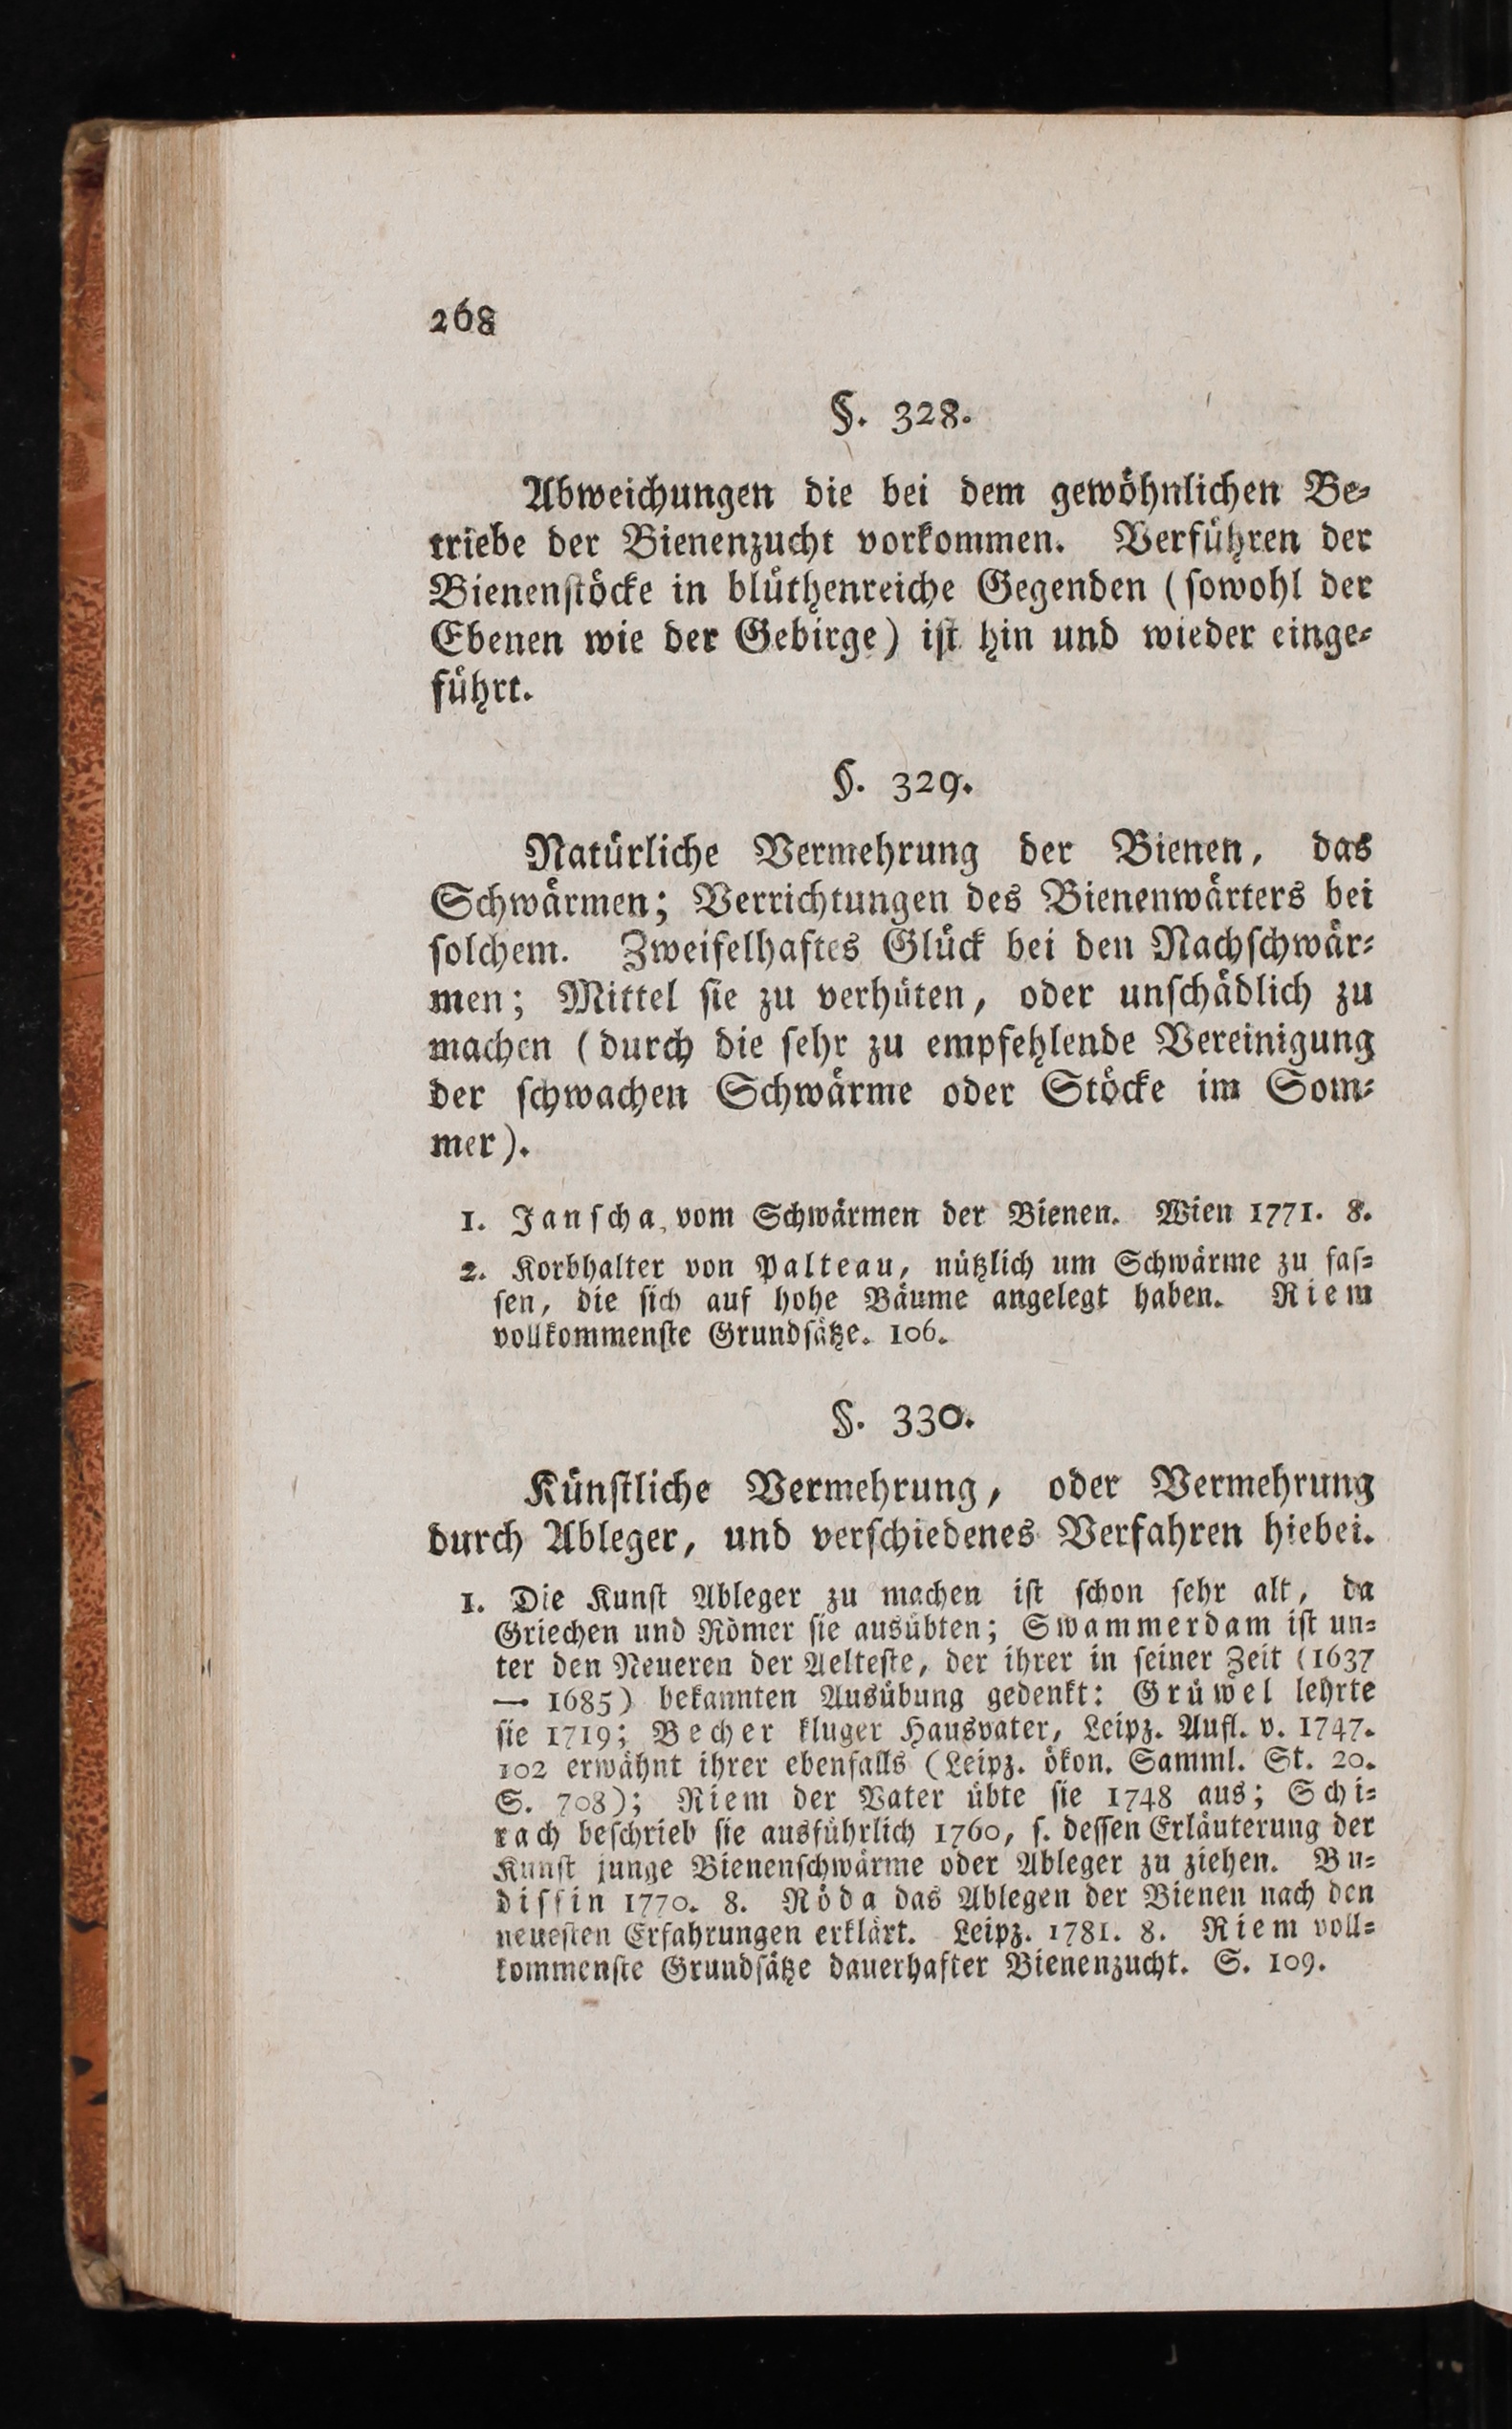 268
§. 328.
Abweichungen die bei dem gewöhnlichen Be-
triebe der Bienenzucht vorkommen. Verführen der
Bienenstöcke in blüthenreiche Gegenden (sowohl der
Ebenen wie der Gebirge) ist hin und wieder einge-
führt.
§. 329.
Natürliche Vermehrung der Bienen, das
Schwärmen; Verrichtungen des Bienenwärters bei
solchem. Zweifelhaftes Glück bei den Nachschwär-
men; Mittel sie zu verhüten, oder unschädlich zu
machen (durch die sehr zu empfehlende Vereinigung
der schwachen Schwärme oder Stöcke im Som-
mer).
1. Janscha, vom Schwärmen der Bienen. Wien 1771. 8.
2. Korbhalter von Palteau, nützlich um Schwärme zu fas-
sen, die sich auf hohe Bäume angelegt haben. Riem
vollkommenste Grundsätze. 106.
§. 330.
Künstliche Vermehrung, oder Vermehrung
durch Ableger, und verschiedenes Verfahren hiebei.
1. Die Kunst Ableger zu machen ist schon sehr alt, da
Griechen und Römer sie ausübten; Swammerdam ist un-
ter den Neueren der Aelteste, der ihrer in seiner Zeit (1637
— 1685) bekannten Ausübung gedenkt: Grüwel lehrte
sie 1719; Becher kluger Hausvater, Leipz. Aufl. v. 1747.
102 erwähnt ihrer ebenfalls (Leipz. ökon. Samml. St. 20.
S. 708); Riem der Vater übte sie 1748 aus; Schi-
rach beschrieb sie ausführlich 1760, s. dessen Erläuterung der
Kunst junge Bienenschwärme oder Ableger zu ziehen. Bu-
dissin 1770. 8. Röda das Ablegen der Bienen nach den
neuesten Erfahrungen erklärt. Leipz. 1781. 8. Riem voll-
kommenste Grundsätze dauerhafter Bienenzucht. S. 109.